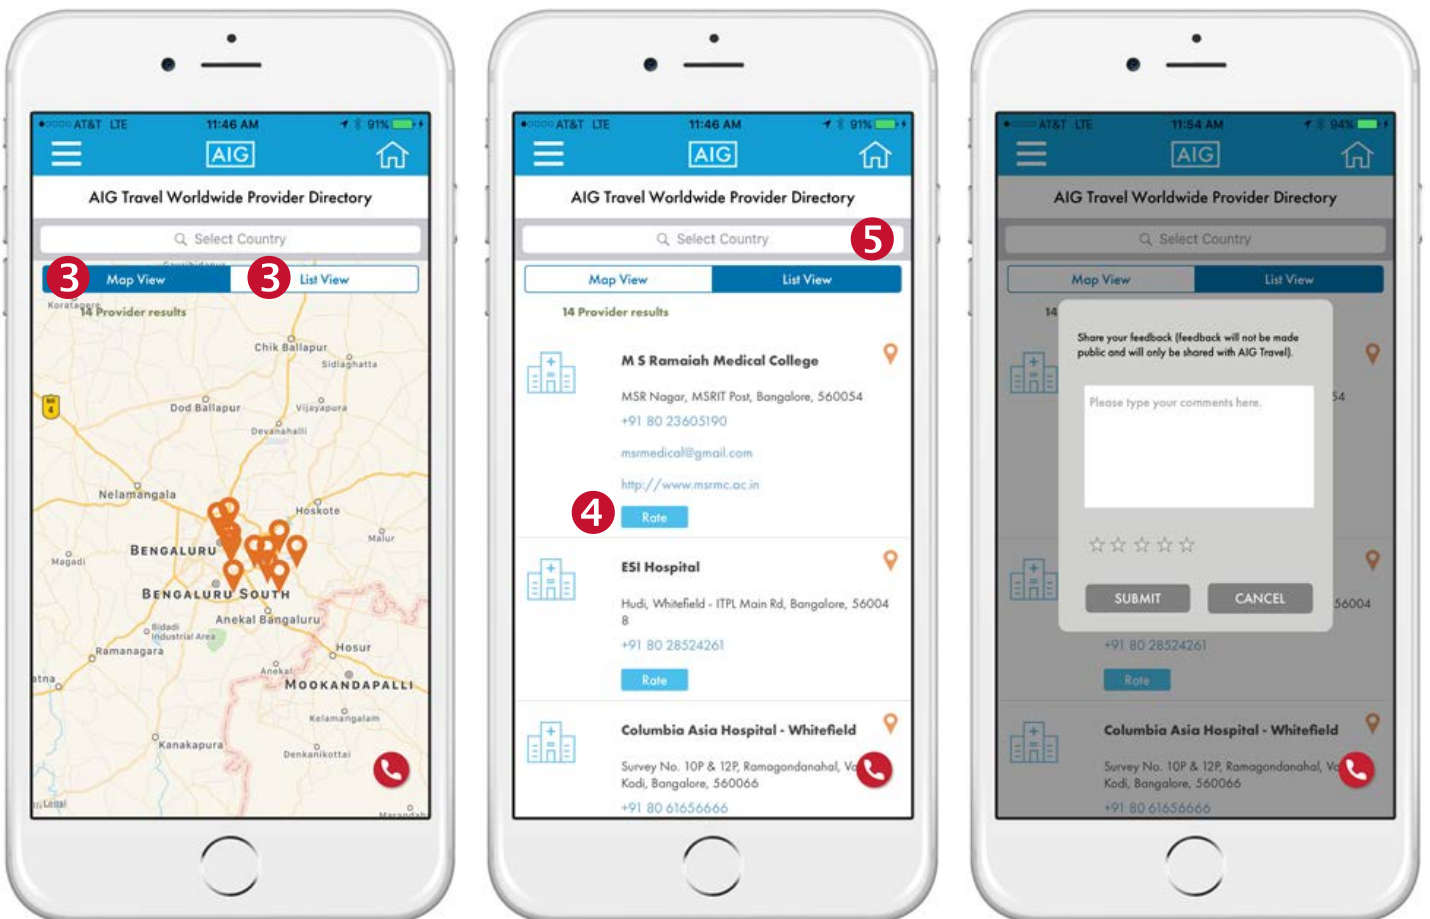 AT&T LTE 11:46 AM 91%
AIG
AIG Travel Worldwide Provider Directory
Select Country
3 Map View 3 List View
Koratagere
14 Provider results
Chik Ballapur
Sidlaghatta
NH
4
Dod Ballapur
Vijayapura
Devanahalli
Nelamangala
Hoskote
Malur
BENGALURU
Magadi
BENGALURU SOUTH
Anekal Bangaluru
Bidadi
Industrial Area
Ramanagara
Hosur
Anekal
MOOKANDAPALLI
Kelamangalam
Kanakapura
Denkanikottai
AT&T LTE 11:46 AM 91%
AIG
AIG Travel Worldwide Provider Directory
Select Country 5
Map View List View
14 Provider results
M S Ramaiah Medical College
MSR Nagar, MSRIT Post, Bangalore, 560054
+91 80 23605190
msrmedical@gmail.com
http://www.msrmc.ac.in
4 Rate
ESI Hospital
Hudi, Whitefield - ITPL Main Rd, Bangalore, 56004
8
+91 80 28524261
Rate
Columbia Asia Hospital - Whitefield
Survey No. 10P & 12P, Ramagondanahal, Va
Kodi, Bangalore, 560066
+91 80 61656666
AT&T LTE 11:54 AM 94%
AIG
AIG Travel Worldwide Provider Directory
Select Country
Map View List View
14
Share your feedback (feedback will not be made
public and will only be shared with AIG Travel).
Please type your comments here.
54
SUBMIT CANCEL
56004
+91 80 28524261
Rate
Columbia Asia Hospital - Whitefield
Survey No. 10P & 12P, Ramagondanahal, Va
Kodi, Bangalore, 560066
+91 80 61656666